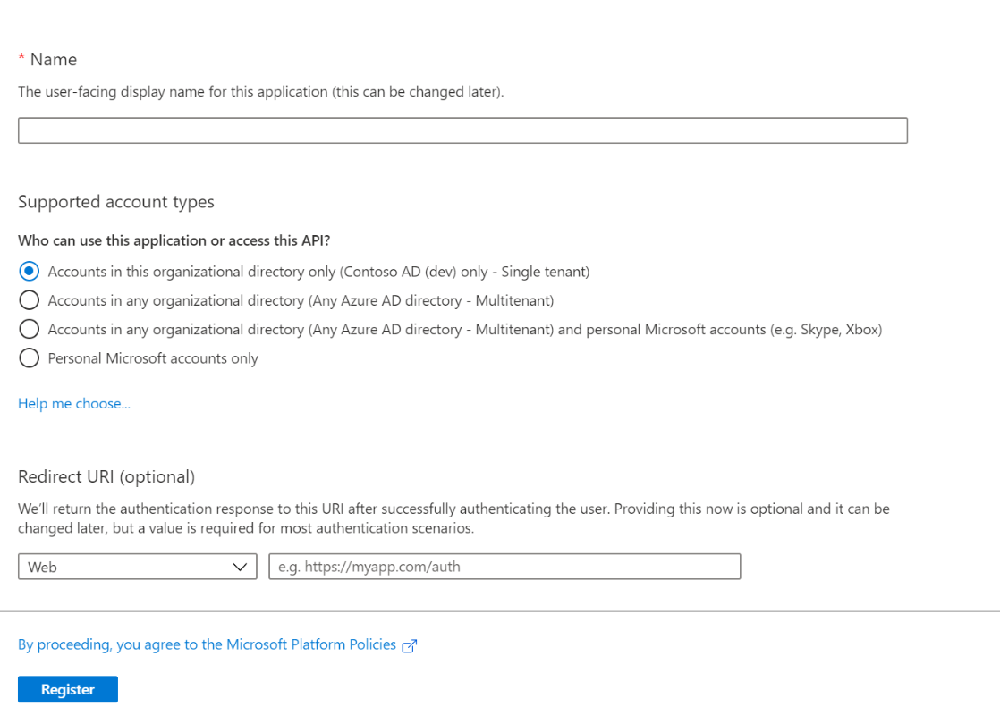 * Name
The user-facing display name for this application (this can be changed later).
Supported account types
Who can use this application or access this API?
Accounts in this organizational directory only (Contoso AD (dev) only - Single tenant)
Accounts in any organizational directory (Any Azure AD directory - Multitenant)
Accounts in any organizational directory (Any Azure AD directory - Multitenant) and personal Microsoft accounts (e.g. Skype, Xbox)
Personal Microsoft accounts only
Help me choose...
Redirect URI (optional)
We'll return the authentication response to this URI after successfully authenticating the user. Providing this now is optional and it can be
changed later, but a value is required for most authentication scenarios.
Web
e.g. https://myapp.com/auth
By proceeding, you agree to the Microsoft Platform Policies
Register